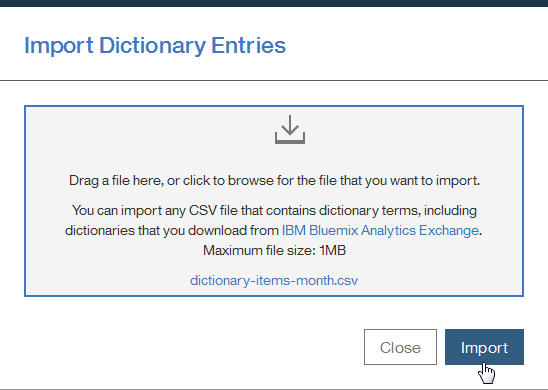 Import Dictionary Entries
Drag a file here, or click to browse for the file that you want to import.
You can import any CSV file that contains dictionary terms, including
dictionaries that you download from IBM Bluemix Analytics Exchange.
Maximum file size: 1MB
dictionary-items-month.csv
Close
Import